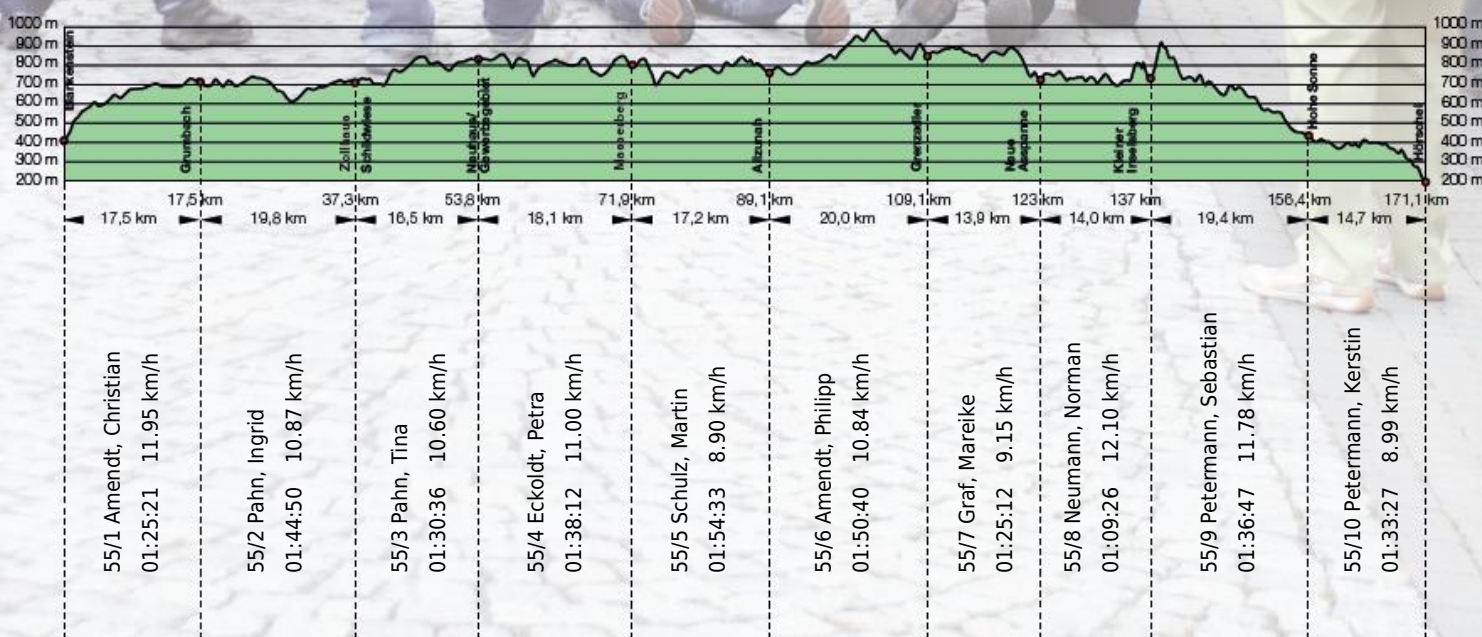 1000 m
900 m
800 m
700 m
600 m
500 m
400 m
300 m
200 m
1000 m
900 m
800 m
700 m
600 m
500 m
400 m
300 m
200 m
Blankenstein
Grumbach
Zollhaus
Schildwiese
Neuhaus/
Masserberg
Allzunah
Grenzadler
Neue
Ausspanne
Kleiner
Inselsberg
Hohe Sonne
Hörschel
17,5 km
37,3 km
53,8 km
71,9 km
89,1 km
109,1 km
123 km
137 km
156,4 km
171,1 km
17,5 km
19,8 km
16,5 km
18,1 km
17,2 km
20,0 km
13,9 km
14,0 km
19,4 km
14,7 km
55/1 Amendt, Christian
01:25:21 11.95 km/h
55/2 Pahn, Ingrid
01:44:50 10.87 km/h
55/3 Pahn, Tina
01:30:36 10.60 km/h
55/4 Eckoldt, Petra
01:38:12 11.00 km/h
55/5 Schulz, Martin
01:54:33 8.90 km/h
55/6 Amendt, Philipp
01:50:40 10.84 km/h
55/7 Graf, Mareike
01:25:12 9.15 km/h
55/8 Neumann, Norman
01:09:26 12.10 km/h
55/9 Petermann, Sebastian
01:36:47 11.78 km/h
55/10 Petermann, Kerstin
01:33:27 8.99 km/h